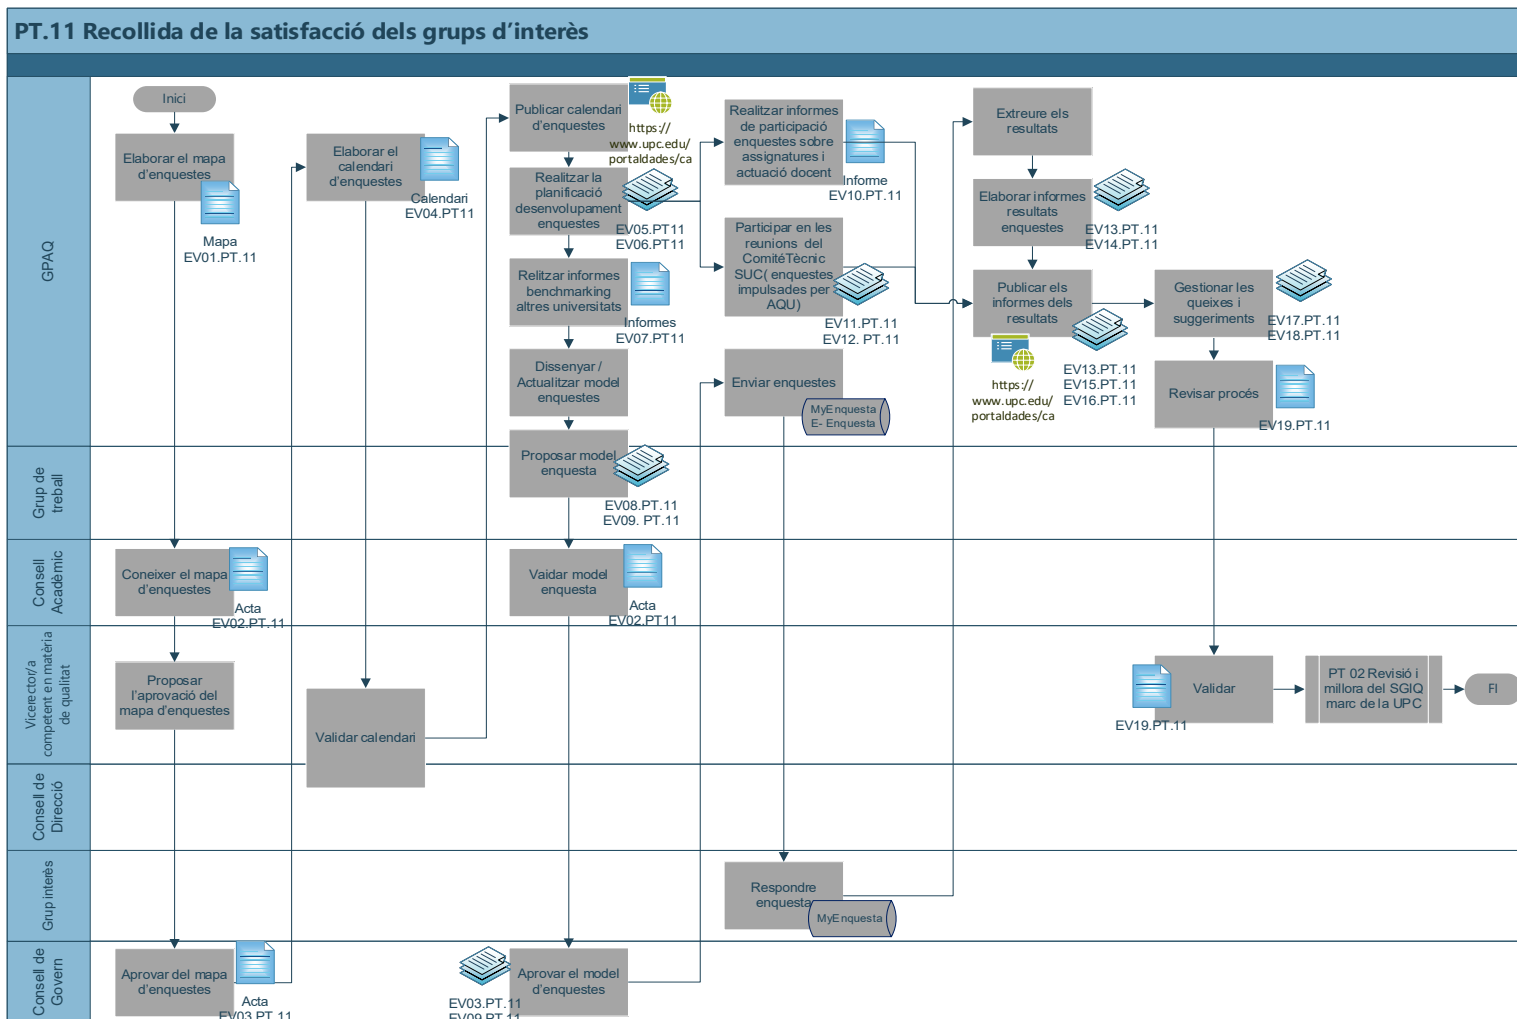 PT.11 Recollida de la satisfacció dels grups d'interès
GPAQ
Inici
Elaborar el mapa
d'enquestes
Mapa
EV01.PT.11
Elaborar el
calendari
d'enquestes
Calendari
EV04.PT11
Publicar calendari
d'enquestes
https://
www.upc.edu/
portaldades/ca
Realitzar la
planificació
desenvolupament
enquestes
EV05.PT11
EV06.PT11
Relitzar informes
benchmarking
altres universitats
Informes
EV07.PT11
Dissenyar /
Actualitzar model
enquestes
Realitzar informes
de participació
enquestes sobre
assignatures i
actuació docent
Informe
EV10.PT.11
Participar en les
reunions del
ComitéTècnic
SUC( enquestes
impulsades per
AQU)
EV11.PT.11
EV12. PT.11
Enviar enquestes
MyEnquesta
E- Enquesta
Extreure els
resultats
Elaborar informes
resultats
enquestes
EV13.PT.11
EV14.PT.11
Publicar els
informes dels
resultats
https://
www.upc.edu/
portaldades/ca
EV13.PT.11
EV15.PT.11
EV16.PT.11
Gestionar les
queixes i
suggeriments
EV17.PT.11
EV18.PT.11
Revisar procés
EV19.PT.11
Grup de
treball
Proposar model
enquesta
EV08.PT.11
EV09. PT.11
Consell
Acadèmic
Coneixer el mapa
d'enquestes
Acta
EV02.PT.11
Vaidar model
enquesta
Acta
EV02.PT11
Vicerector/a
competent en matèria
de qualitat
Proposar
l'aprovació del
mapa d'enquestes
Validar calendari
EV19.PT.11
Validar
PT 02 Revisió i
millora del SGIQ
marc de la UPC
FI
Consell de
Direcció
Grup interès
Respondre
enquesta
MyEnquesta
Consell de
Govern
Aprovar del mapa
d'enquestes
Acta
EV03.PT.11
EV03.PT.11
EV09.PT.11
Aprovar el model
d'enquestes